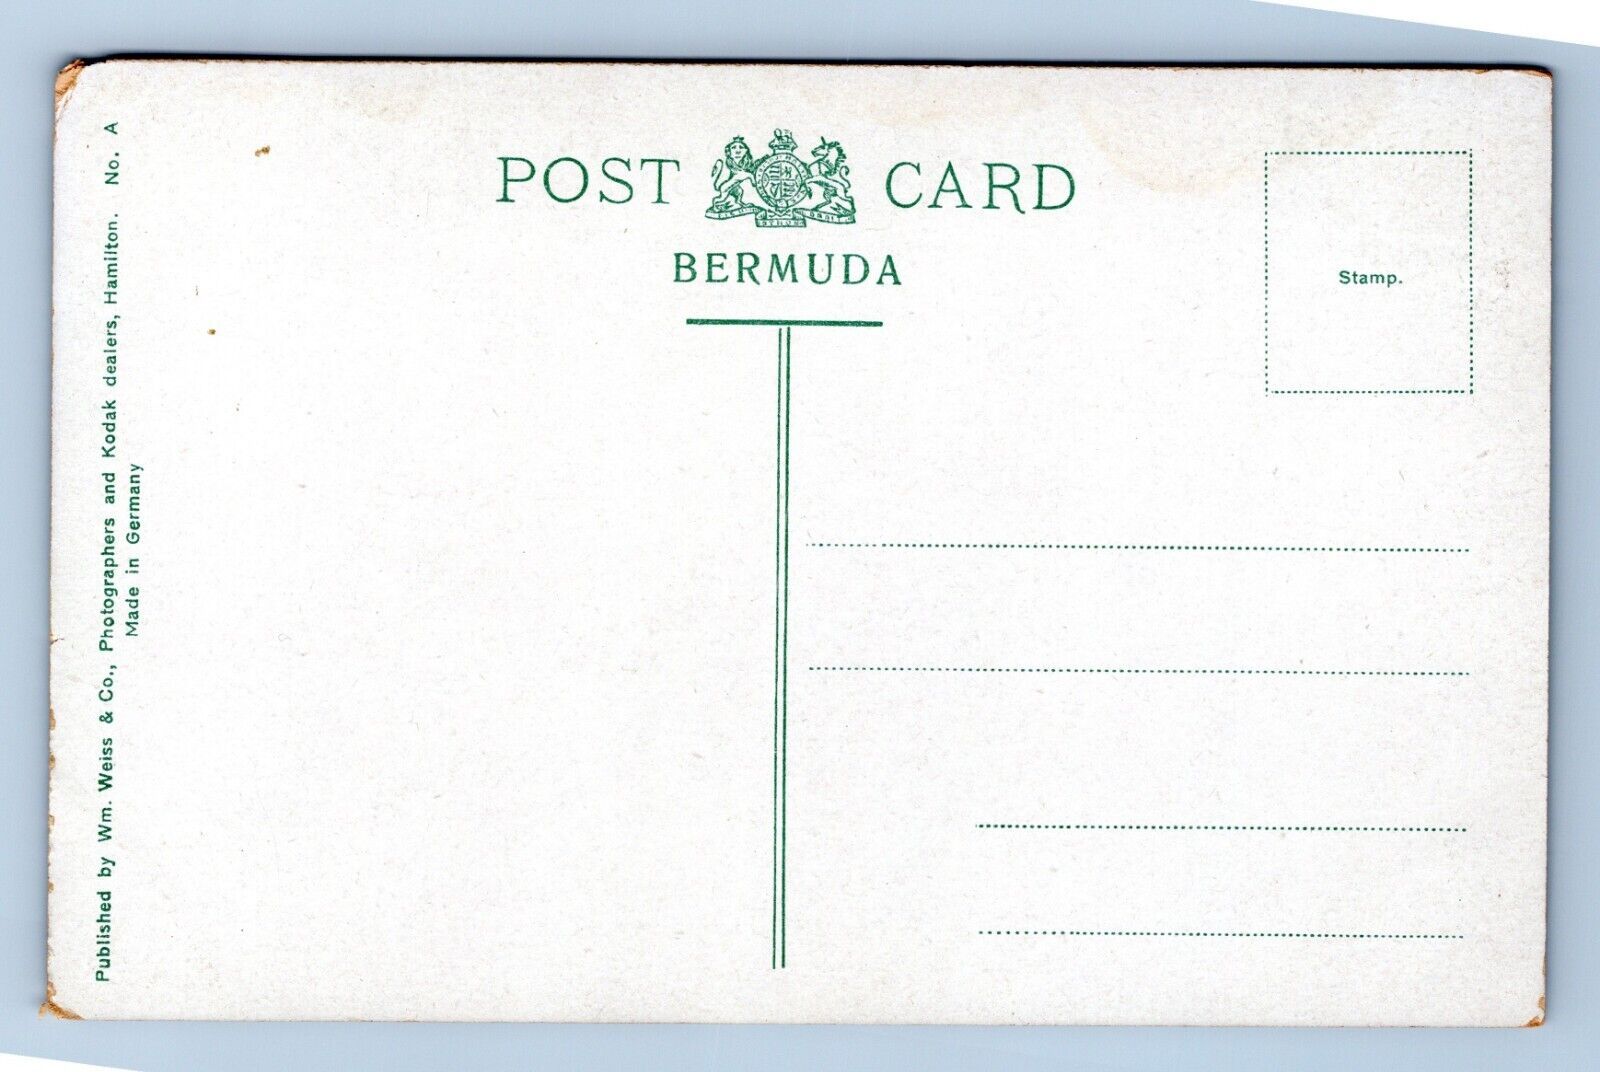 POST CARD
BERMUDA
Stamp.
Published by Wm. Weiss & Co., Photographers and Kodak dealers, Hamilton. No. A
Made in Germany